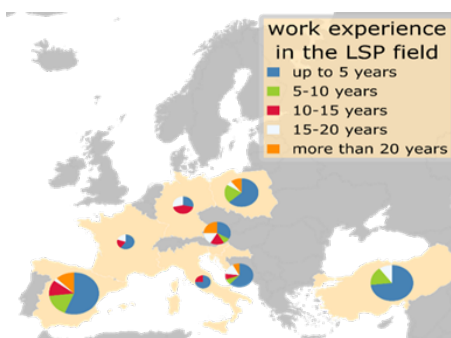 work experience
in the LSP field
up to 5 years
5-10 years
10-15 years
15-20 years
more than 20 years